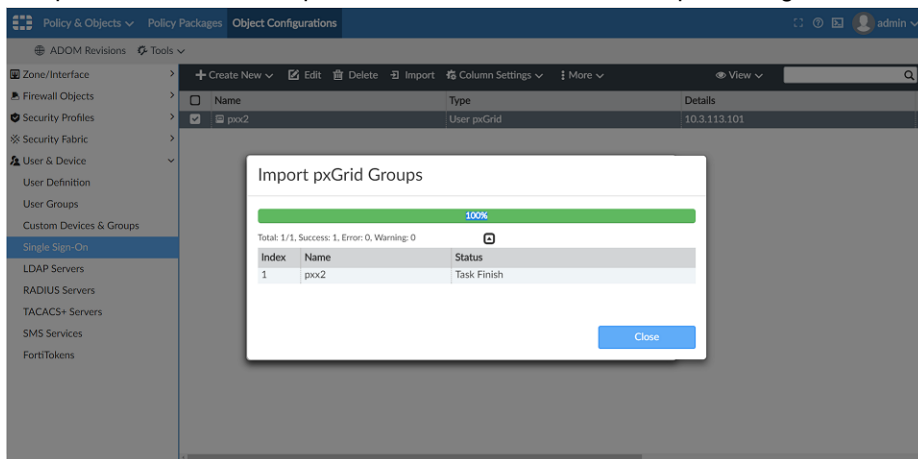 Policy & Objects Policy Packages Object Configurations admin
ADOM Revisions Tools
Zone/Interface
Firewall Objects
Security Profiles
Security Fabric
User & Device
User Definition
User Groups
Custom Devices & Groups
Single Sign-On
LDAP Servers
RADIUS Servers
TACACS+ Servers
SMS Services
FortiTokens
Create New Edit Delete Import Column Settings More View
Name Type Details
pxx2 User pxGrid 10.3.113.101
Import pxGrid Groups
100%
Total: 1/1, Success: 1, Error: 0, Warning: 0
Index Name Status
1 pxx2 Task Finish
Close